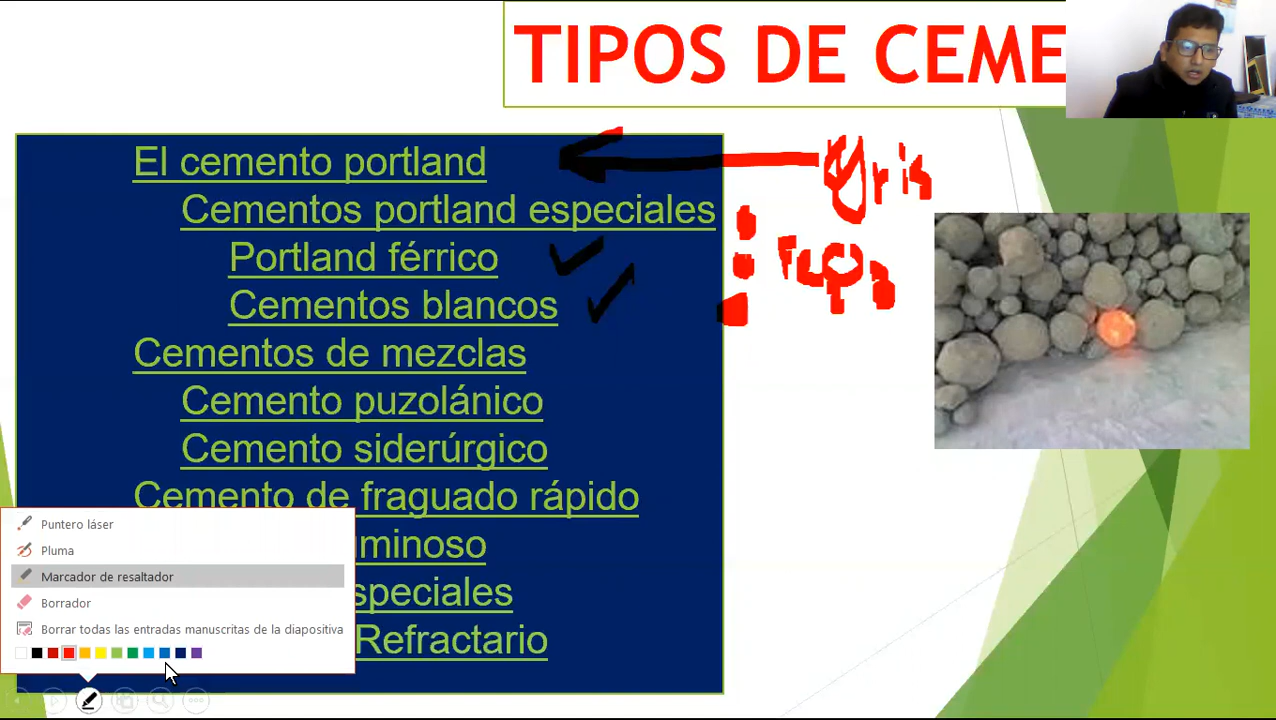 TIPOS DE CEME
El cemento portland
Gris
Cementos portland especiales
Portland férrico
Cementos blancos
Cementos de mezclas
Cemento puzolánico
Cemento siderúrgico
Cemento de fraguado rápido
uminoso
speciales
Refractario
Puntero láser
Pluma
Marcador de resaltador
Borrador
Borrar todas las entradas manuscritas de la diapositiva